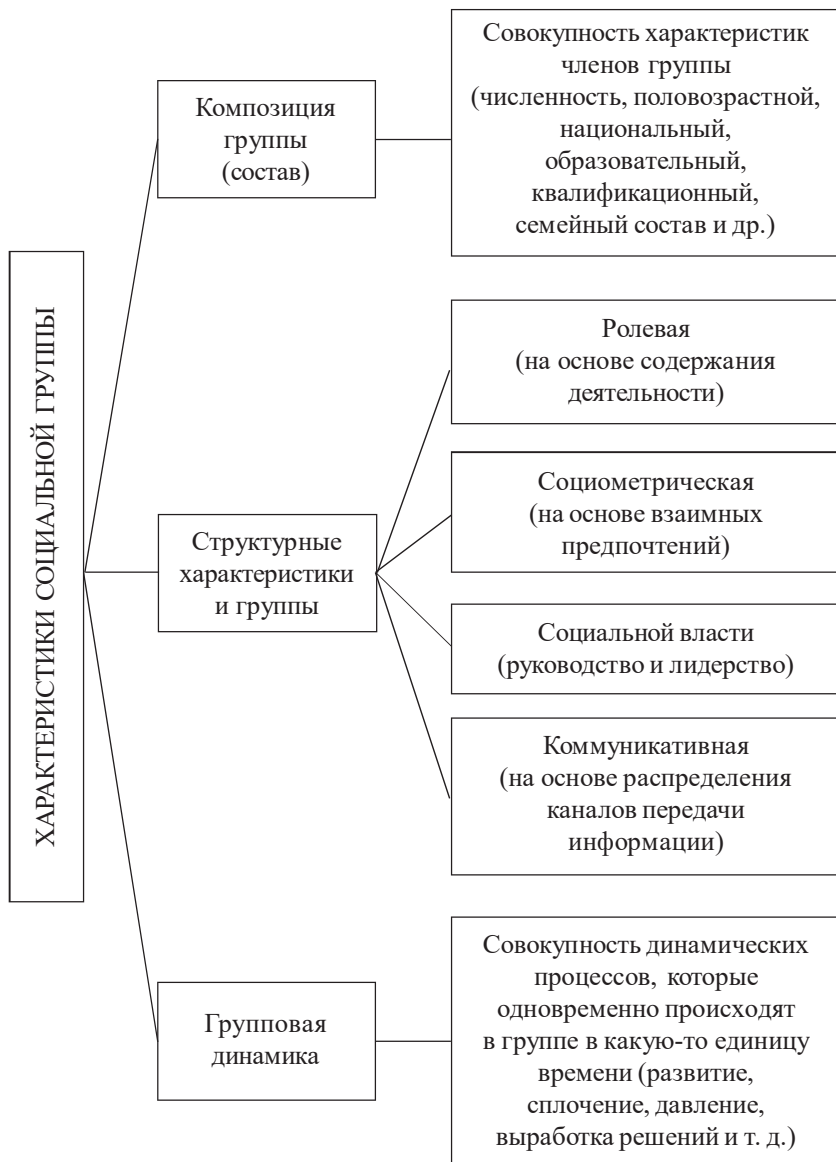 ХАРАКТЕРИСТИКИ СОЦИАЛЬНОЙ ГРУППЫ
Композиция
группы
(состав)
Совокупность характеристик
членов группы
(численность, половозрастной,
национальный,
образовательный,
квалификационный,
семейный состав и др.)
Структурные
характеристики
и группы
Ролевая
(на основе содержания
деятельности)
Социометрическая
(на основе взаимных
предпочтений)
Социальной власти
(руководство и лидерство)
Коммуникативная
(на основе распределения
каналов передачи
информации)
Групповая
динамика
Совокупность динамических
процессов, которые
одновременно происходят
в группе в какую-то единицу
времени (развитие,
сплочение, давление,
выработка решений и т. д.)